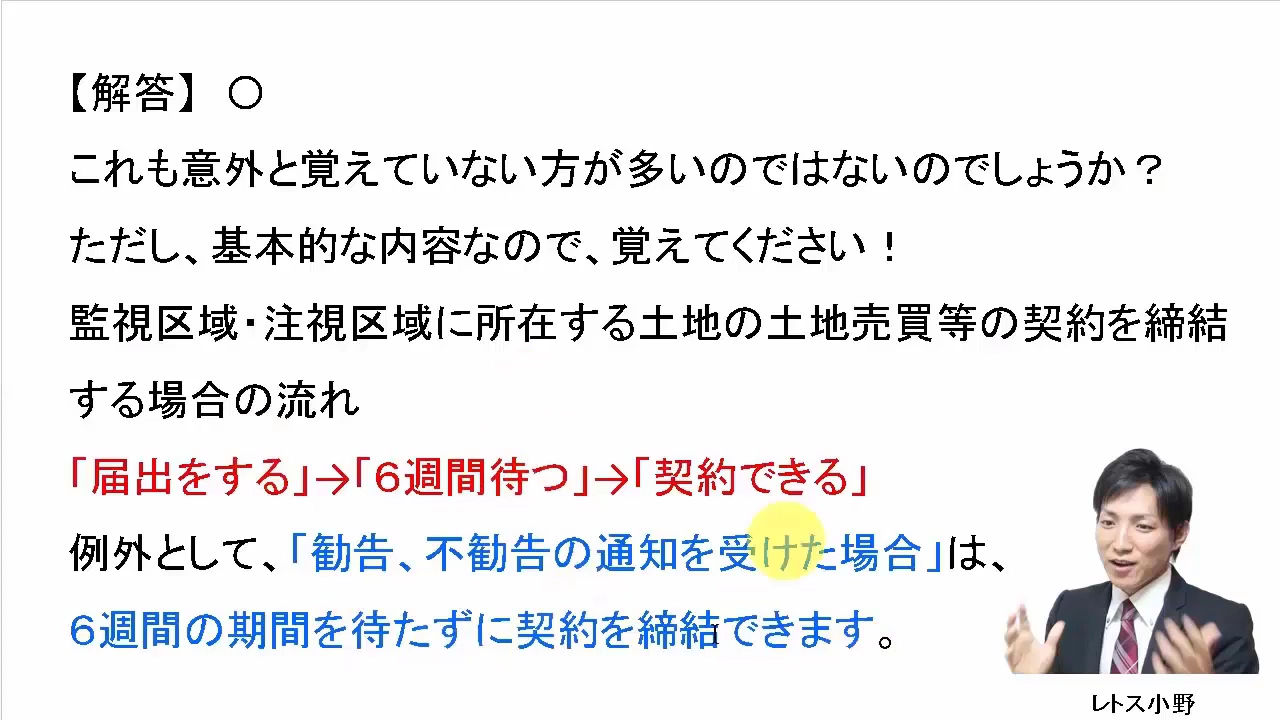 【解答】 ○
これも意外と覚えていない方が多いのではないのでしょうか？
ただし、基本的な内容なので、覚えてください！
監視区域・注視区域に所在する土地の土地売買等の契約を締結
する場合の流れ
「届出をする」→「６週間待つ」→「契約できる」
例外として、「勧告、不勧告の通知を受けた場合」は、
６週間の期間を待たずに契約を締結できます。
レトス小野